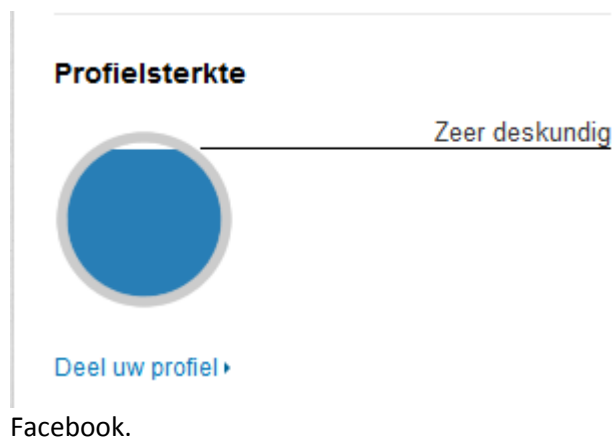 Profielsterkte
Zeer deskundig
Deel uw profiel
Facebook.